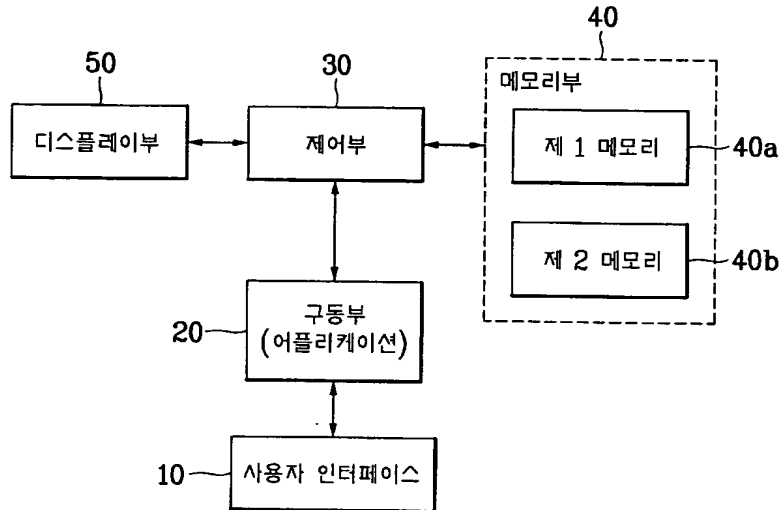 40
50
30
메모리부
디스플레이부
제어부
제 1 메모리
40a
제 2 메모리
40b
구동부
20
(어플리케이션)
10
사용자 인터페이스